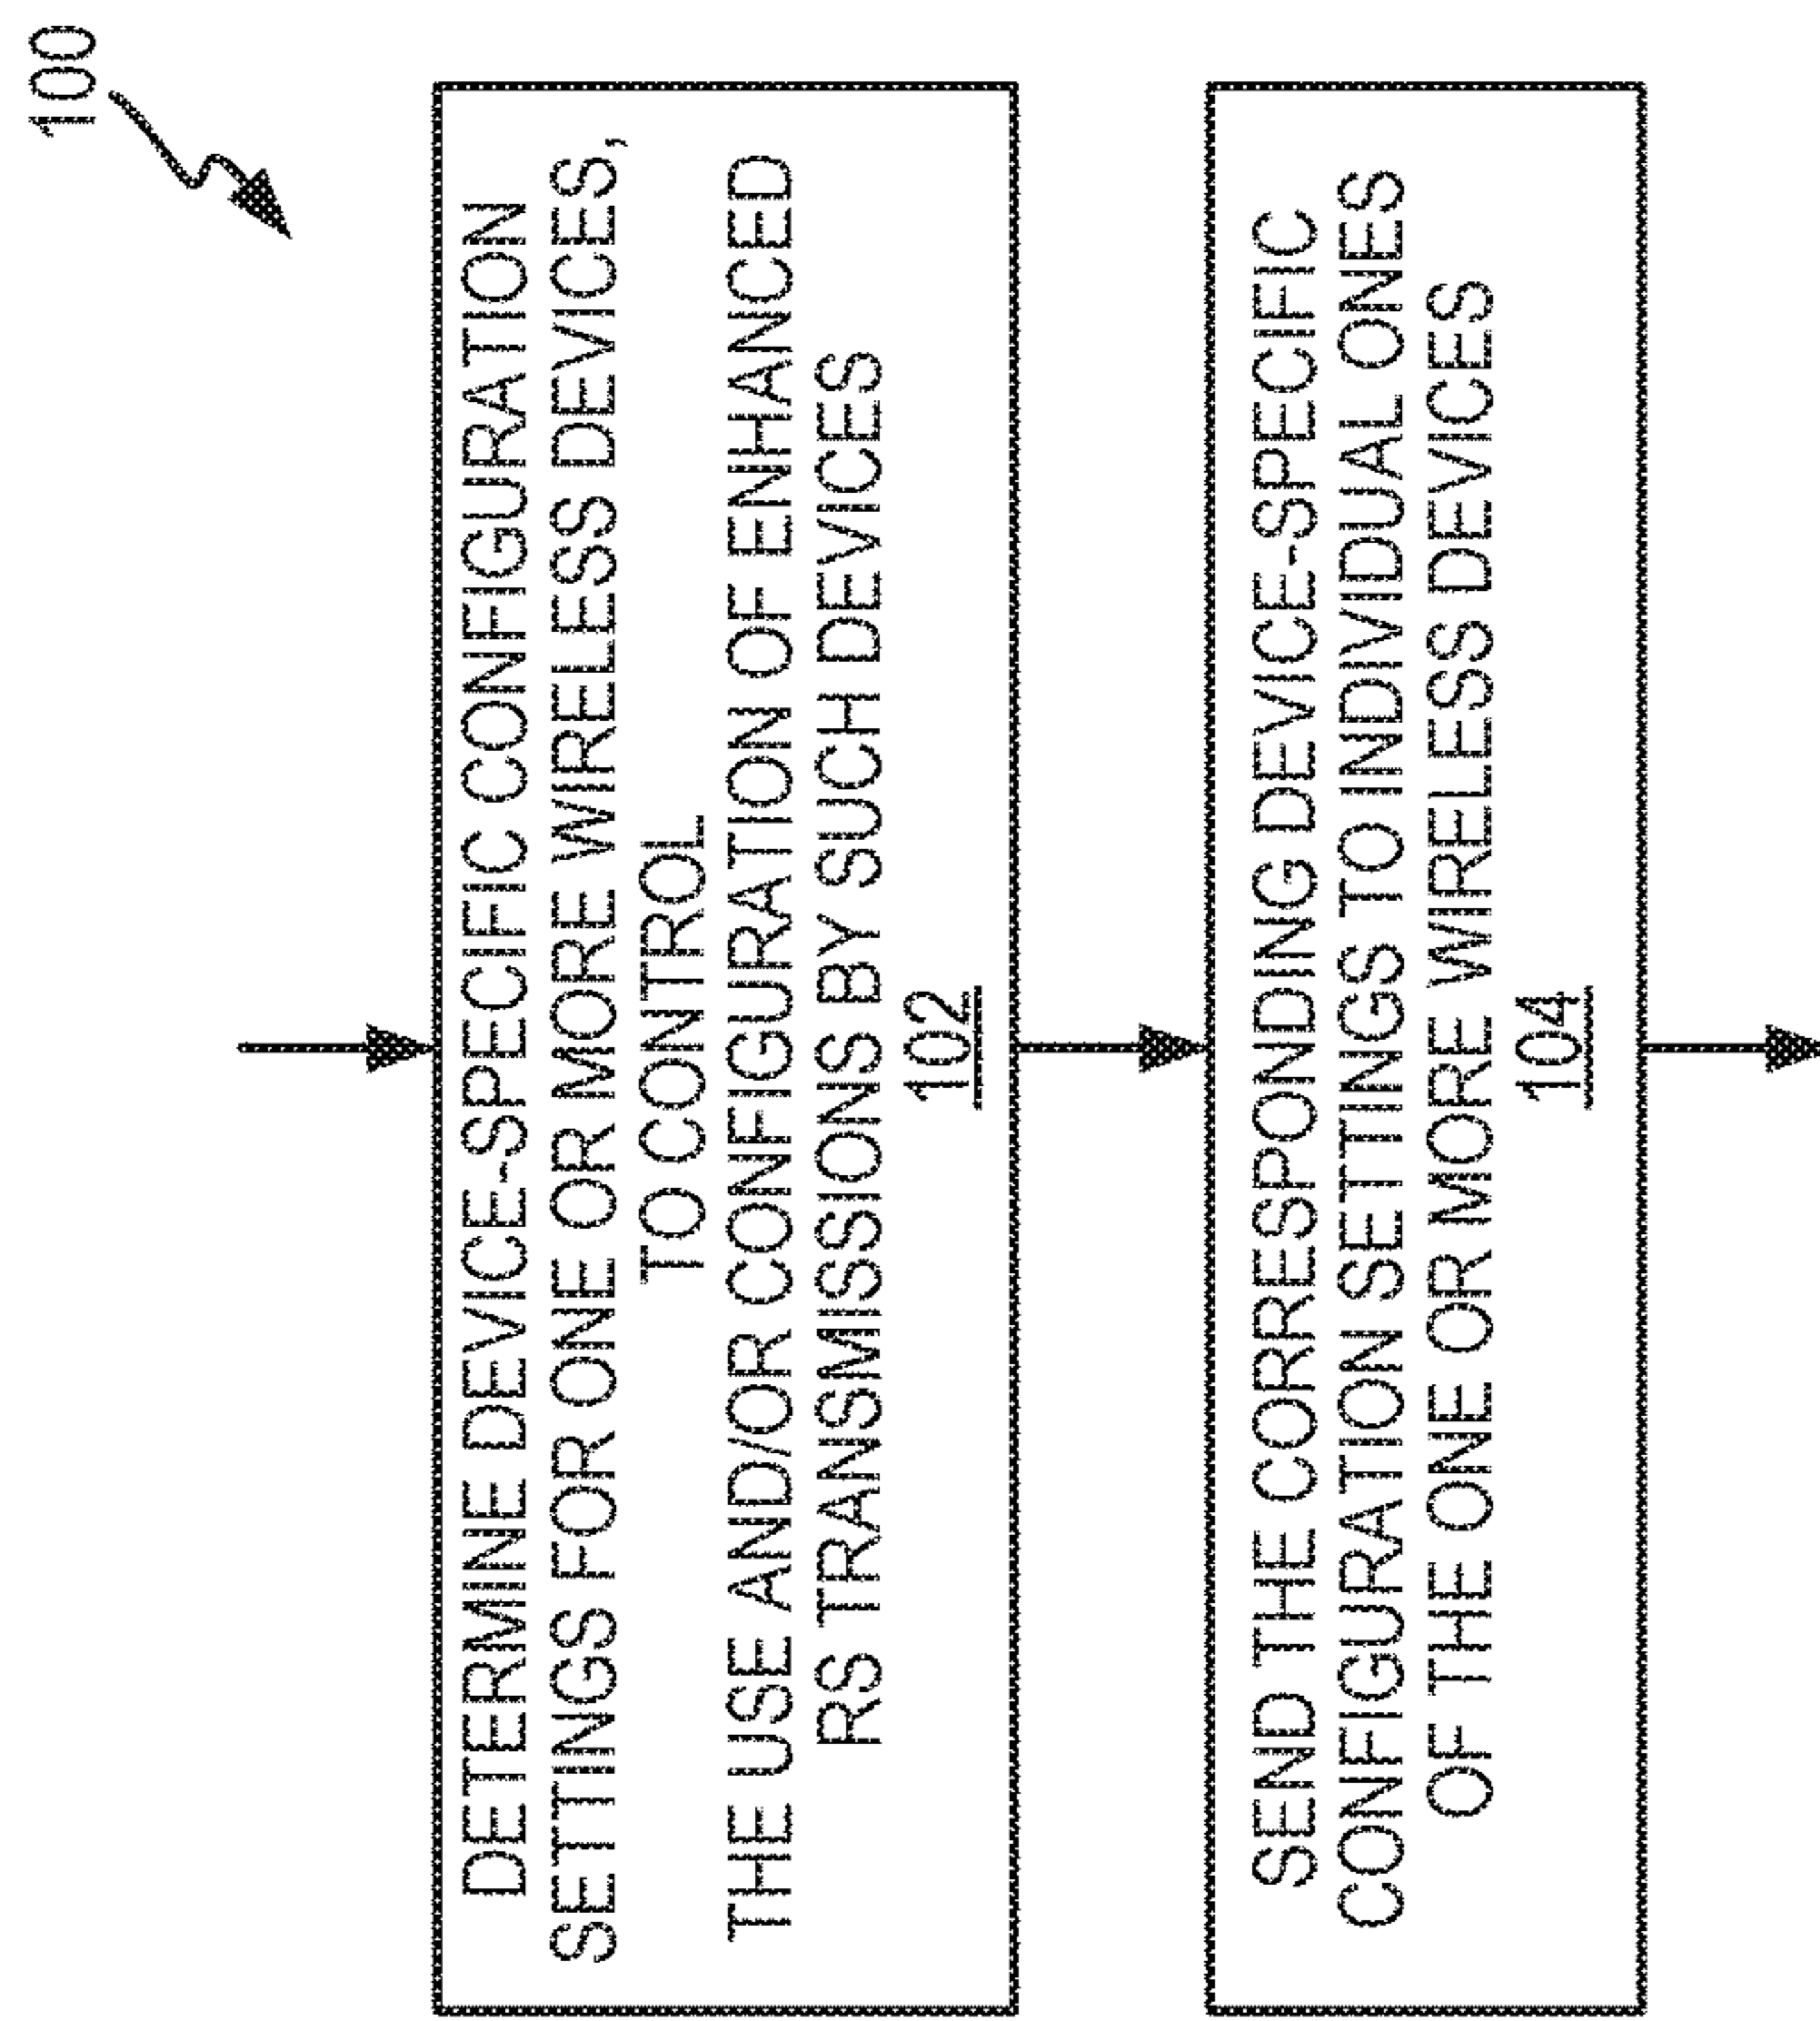 100
DETERMINE DEVICE-SPECIFIC CONFIGURATION
SETTINGS FOR ONE OR MORE WIRELESS DEVICES,
TO CONTROL
THE USE AND/OR CONFIGURATION OF ENHANCED
RS TRANSMISSIONS BY SUCH DEVICES
102
SEND THE CORRESPONDING DEVICE-SPECIFIC
CONFIGURATION SETTINGS TO INDIVIDUAL ONES
OF THE ONE OR MORE WIRELESS DEVICES
104